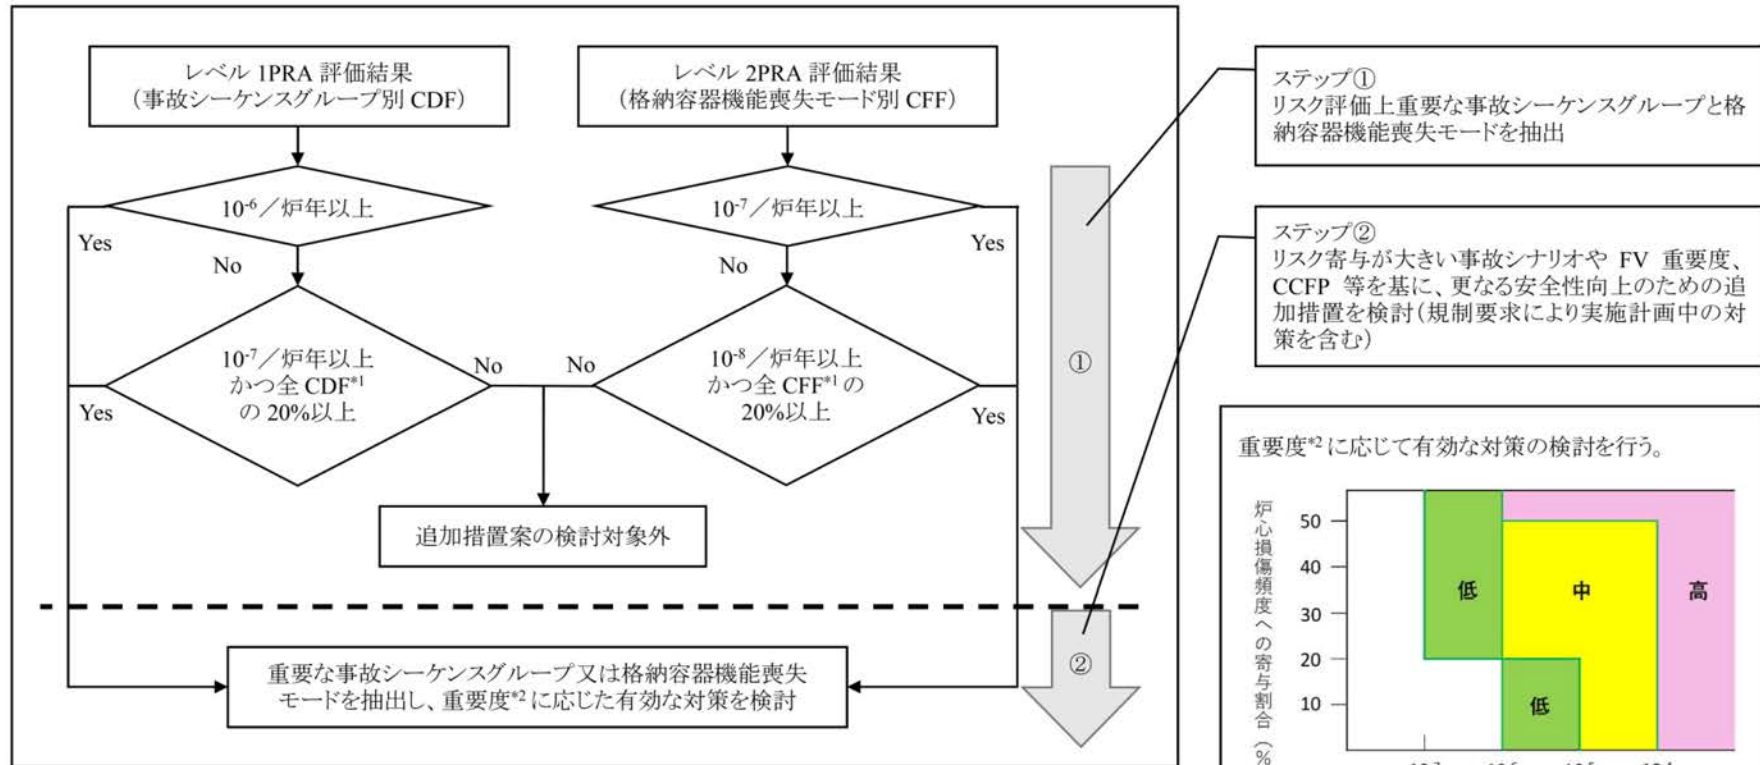 レベル 1PRA 評価結果
（事故シーケンスグループ別 CDF）
レベル 2PRA 評価結果
（格納容器機能喪失モード別 CFF）
10⁻⁶／炉年以上
10⁻⁷／炉年以上
Yes
Yes
No
No
10⁻⁷／炉年以上
かつ全 CDF*1
の 20%以上
10⁻⁸／炉年以上
かつ全 CFF*1 の
20%以上
No
No
Yes
Yes
追加措置案の検討対象外
重要な事故シーケンスグループ又は格納容器機能喪失
モードを抽出し、重要度*2 に応じた有効な対策を検討
①
②
ステップ①
リスク評価上重要な事故シーケンスグループと格
納容器機能喪失モードを抽出
ステップ②
リスク寄与が大きい事故シナリオや FV 重要度、
CCFP 等を基に、更なる安全性向上のための追
加措置を検討（規制要求により実施計画中の対
策を含む）
重要度*2 に応じて有効な対策の検討を行う。
炉心損傷頻度への寄与割合（%
50
40
30
20
10
低
中
高
低